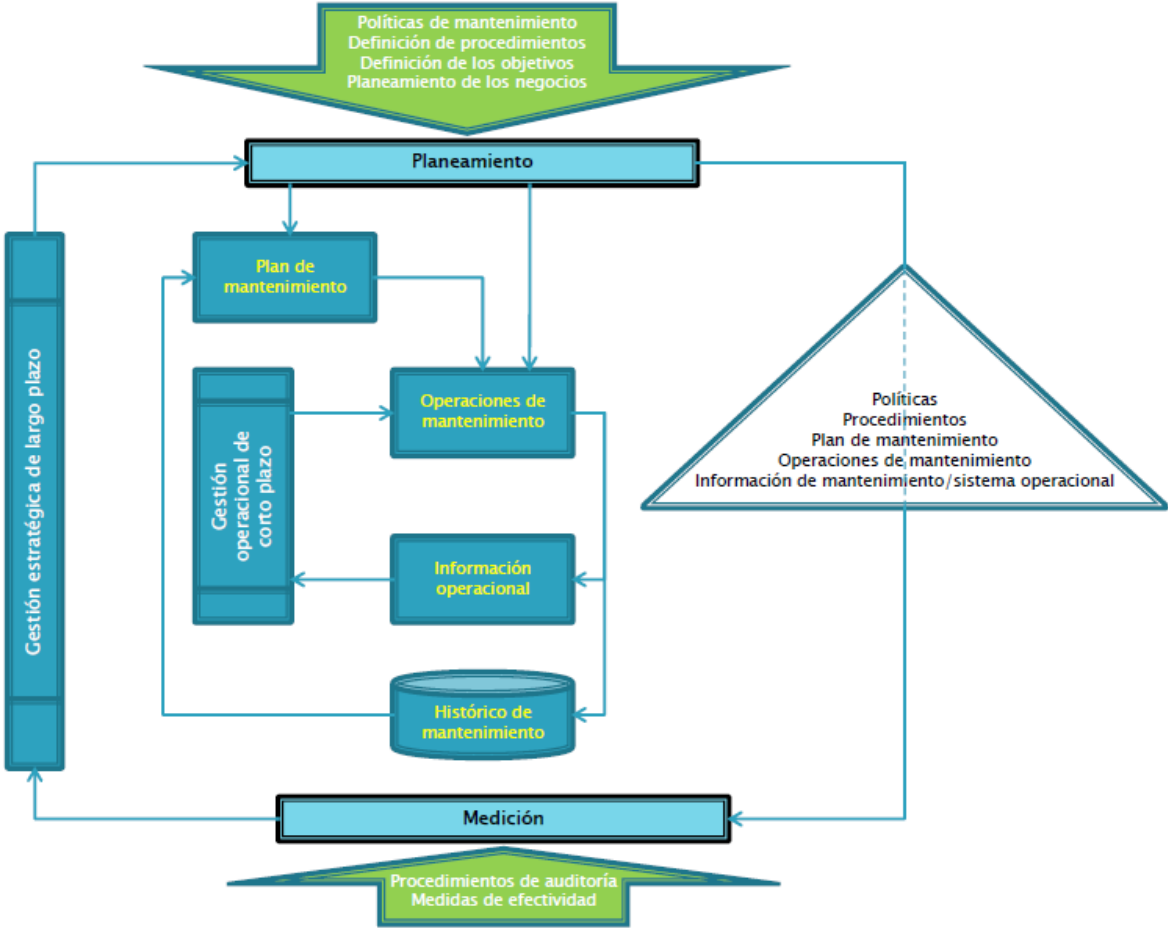 Políticas de mantenimiento
Definición de procedimientos
Definición de los objetivos
Planeamiento de los negocios
Planeamiento
Plan de
mantenimiento
Gestión estratégica de largo plazo
Gestión
operacional de
corto plazo
Operaciones de
mantenimiento
Políticas
Procedimientos
Plan de mantenimiento
Operaciones de mantenimiento
Información de mantenimiento/sistema operacional
Información
operacional
Histórico de
mantenimiento
Medición
Procedimientos de auditoría
Medidas de efectividad